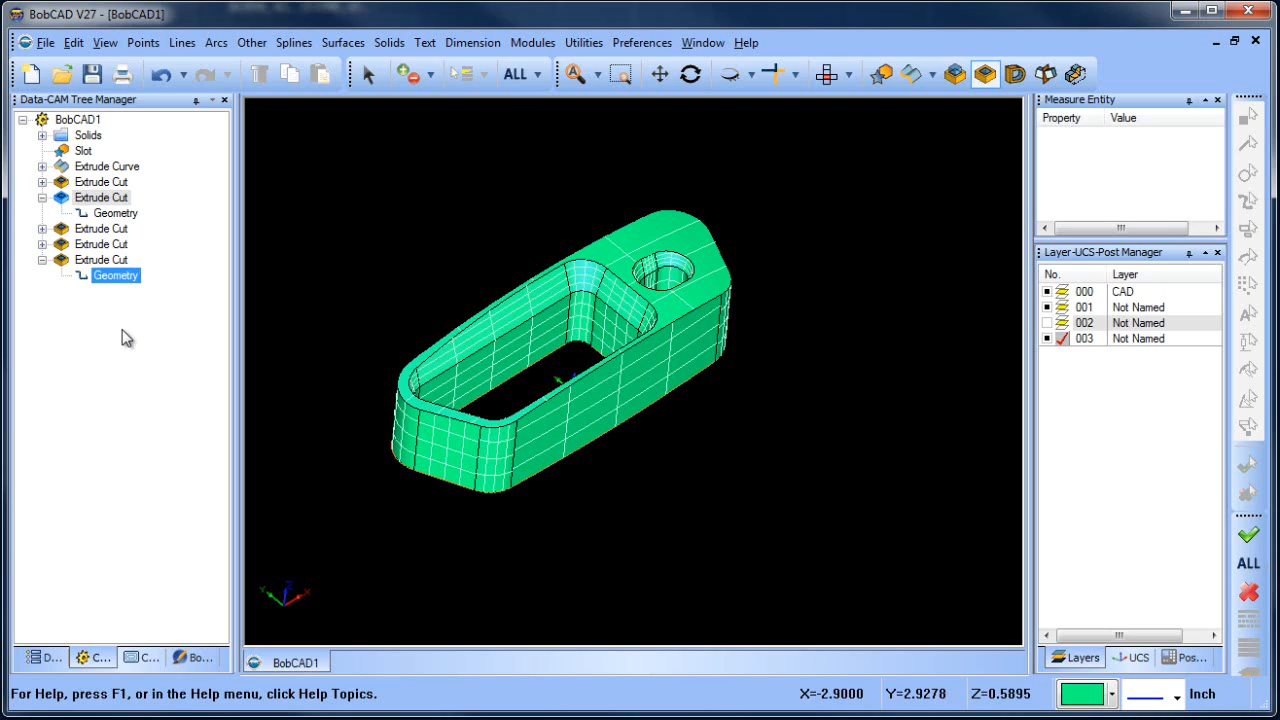 BobCAD V27 - [BobCAD1]
File Edit View Points Lines Arcs Other Splines Surfaces Solids Text Dimension Modules Utilities Preferences Window Help
ALL
Data-CAM Tree Manager
BobCAD1
Solids
Slot
Extrude Curve
Extrude Cut
Extrude Cut
Geometry
Extrude Cut
Extrude Cut
Extrude Cut
Geometry
D... C... C... Bo...
Y Z X
BobCAD1
Measure Entity
Property Value
Layer-UCS-Post Manager
No. Layer
000 CAD
001 Not Named
002 Not Named
003 Not Named
Layers UCS Pos...
ALL
For Help, press F1, or in the Help menu, click Help Topics.
X=-2.9000 Y=2.9278 Z=0.5895 Inch